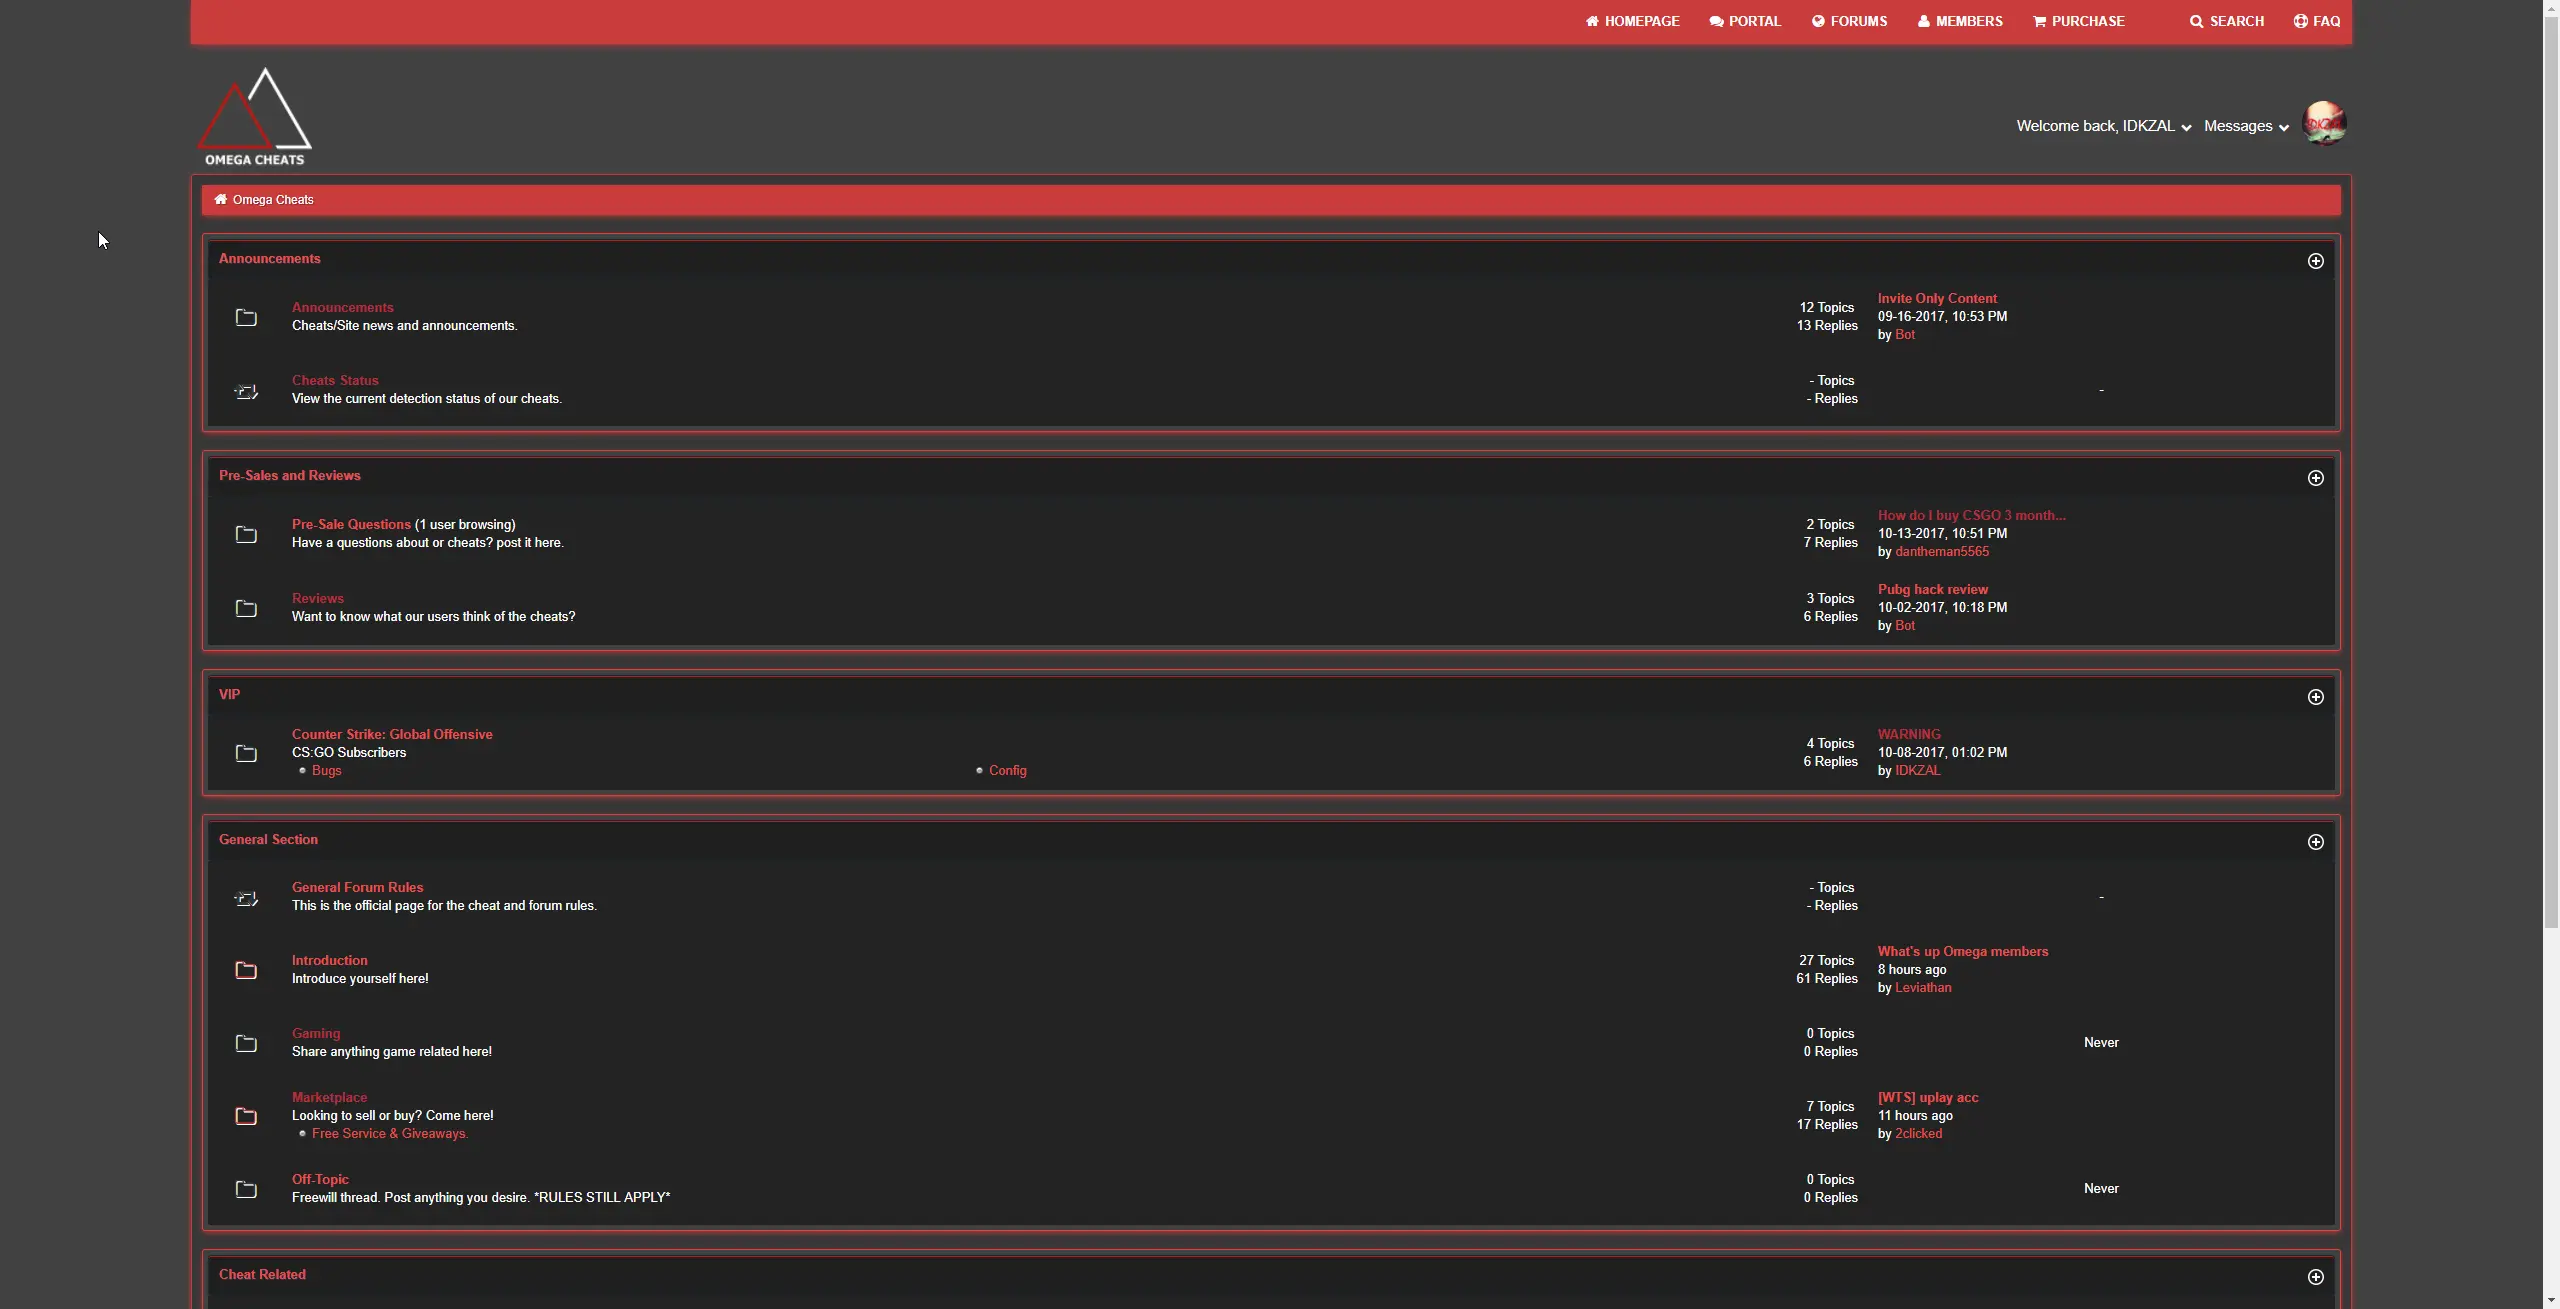 HOMEPAGE PORTAL FORUMS MEMBERS PURCHASE SEARCH FAQ
OMEGA CHEATS
Welcome back, IDKZAL Messages
IDKZAL
Omega Cheats
Announcements
Announcements
Cheats/Site news and announcements.
12 Topics
13 Replies
Invite Only Content
09-16-2017, 10:53 PM
by Bot
Cheats Status
View the current detection status of our cheats.
- Topics
- Replies
-
Pre-Sales and Reviews
Pre-Sale Questions (1 user browsing)
Have a questions about or cheats? post it here.
2 Topics
7 Replies
How do I buy CSGO 3 month...
10-13-2017, 10:51 PM
by dantheman5565
Reviews
Want to know what our users think of the cheats?
3 Topics
6 Replies
Pubg hack review
10-02-2017, 10:18 PM
by Bot
VIP
Counter Strike: Global Offensive
CS:GO Subscribers
Bugs
Config
4 Topics
6 Replies
WARNING
10-08-2017, 01:02 PM
by IDKZAL
General Section
General Forum Rules
This is the official page for the cheat and forum rules.
- Topics
- Replies
-
Introduction
Introduce yourself here!
27 Topics
61 Replies
What's up Omega members
8 hours ago
by Leviathan
Gaming
Share anything game related here!
0 Topics
0 Replies
Never
Marketplace
Looking to sell or buy? Come here!
Free Service & Giveaways.
7 Topics
17 Replies
[WTS] uplay acc
11 hours ago
by 2clicked
Off-Topic
Freewill thread. Post anything you desire. *RULES STILL APPLY*
0 Topics
0 Replies
Never
Cheat Related